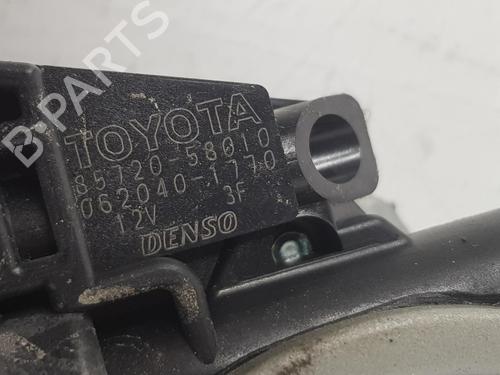 TOYOTA
85720-58010
062040-1770
12V 3F
DENSO
B-PARTS